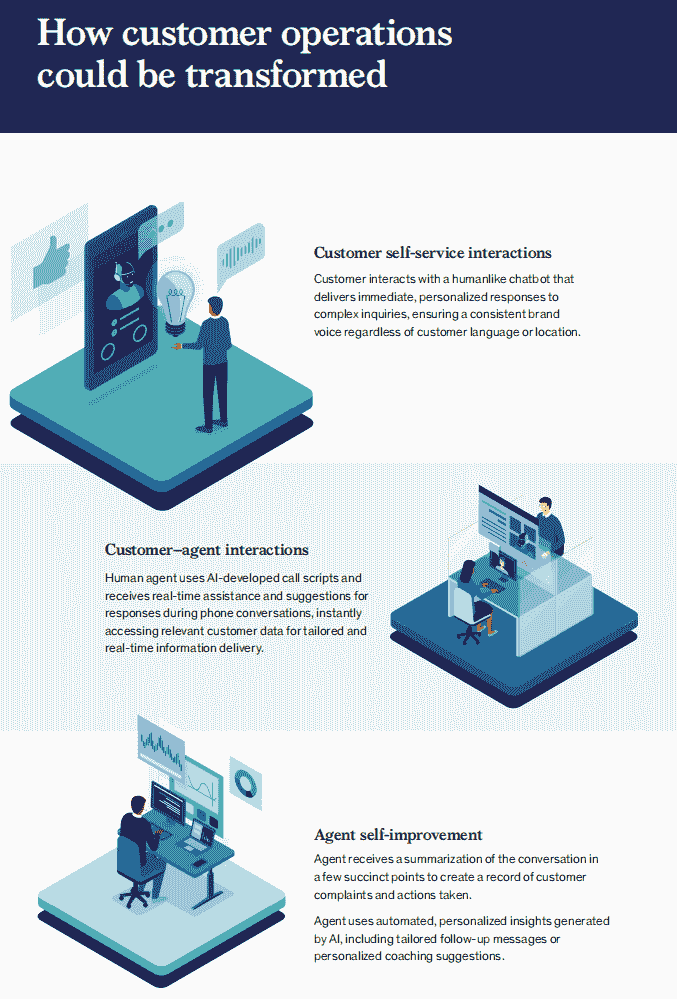 How customer operations
could be transformed
Customer self-service interactions
Customer interacts with a humanlike chatbot that
delivers immediate, personalized responses to
complex inquiries, ensuring a consistent brand
voice regardless of customer language or location.
Customer–agent interactions
Human agent uses AI-developed call scripts and
receives real-time assistance and suggestions for
responses during phone conversations, instantly
accessing relevant customer data for tailored and
real-time information delivery.
Agent self-improvement
Agent receives a summarization of the conversation in
a few succinct points to create a record of customer
complaints and actions taken.
Agent uses automated, personalized insights generated
by AI, including tailored follow-up messages or
personalized coaching suggestions.